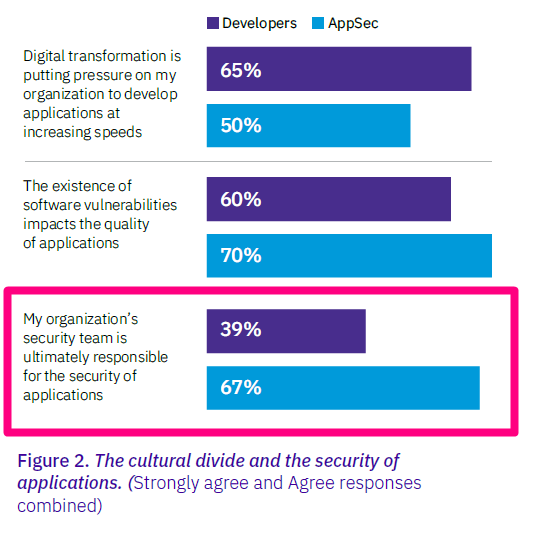 Developers AppSec
Digital transformation is
putting pressure on my
organization to develop
applications at
increasing speeds
65%
50%
The existence of
software vulnerabilities
impacts the quality
of applications
60%
70%
My organization’s
security team is
ultimately responsible
for the security of
applications
39%
67%
Figure 2. The cultural divide and the security of
applications. (Strongly agree and Agree responses
combined)